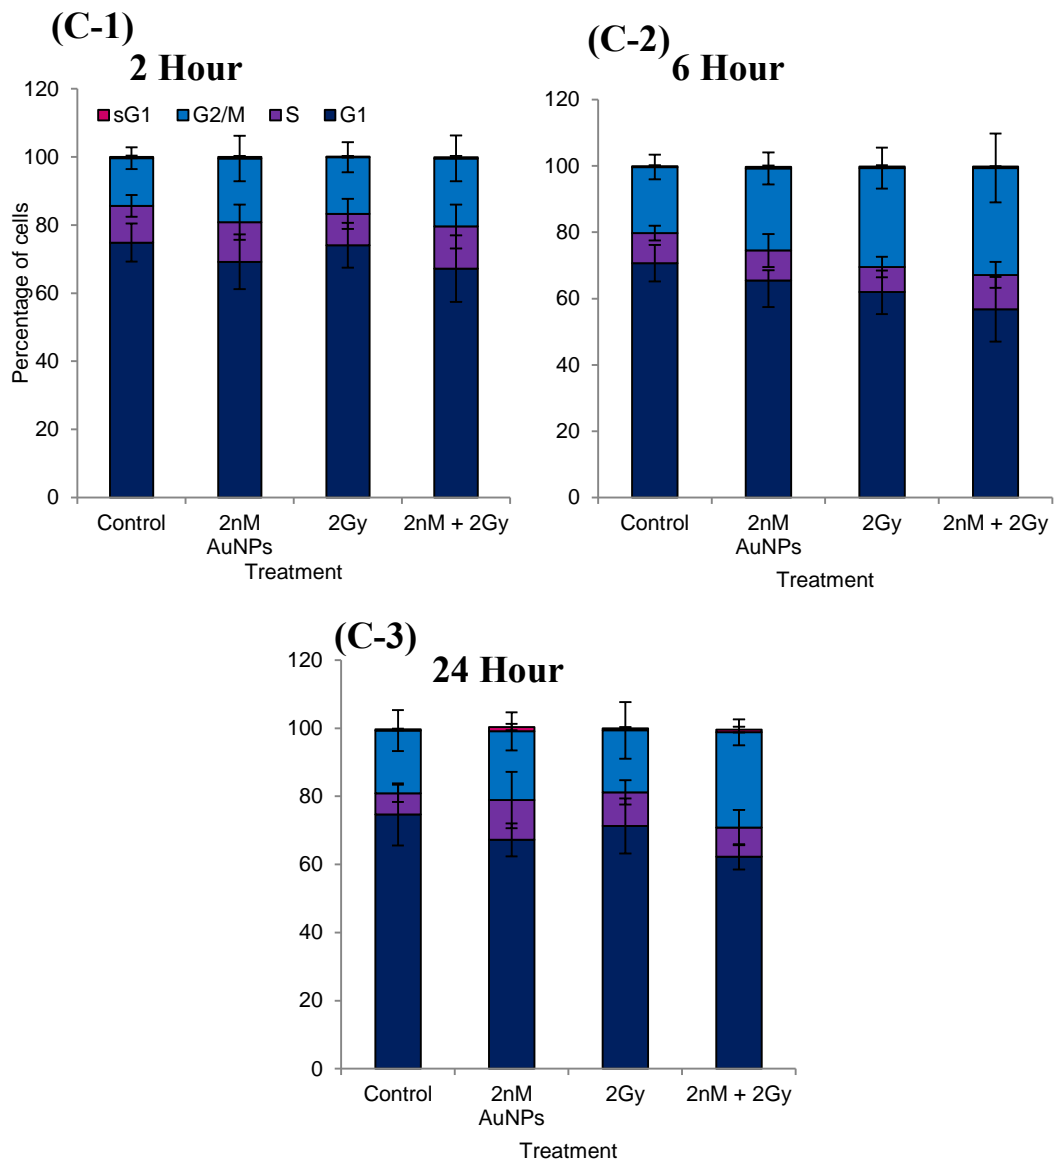 (C-1)
2 Hour
120
sG1 G2/M S G1
100
80
60
40
20
0
Percentage of cells
Control 2nM AuNPs 2Gy 2nM + 2Gy
Treatment
(C-2)
6 Hour
120
100
80
60
40
20
0
Control 2nM AuNPs 2Gy 2nM + 2Gy
Treatment
(C-3)
24 Hour
120
100
80
60
40
20
0
Control 2nM AuNPs 2Gy 2nM + 2Gy
Treatment